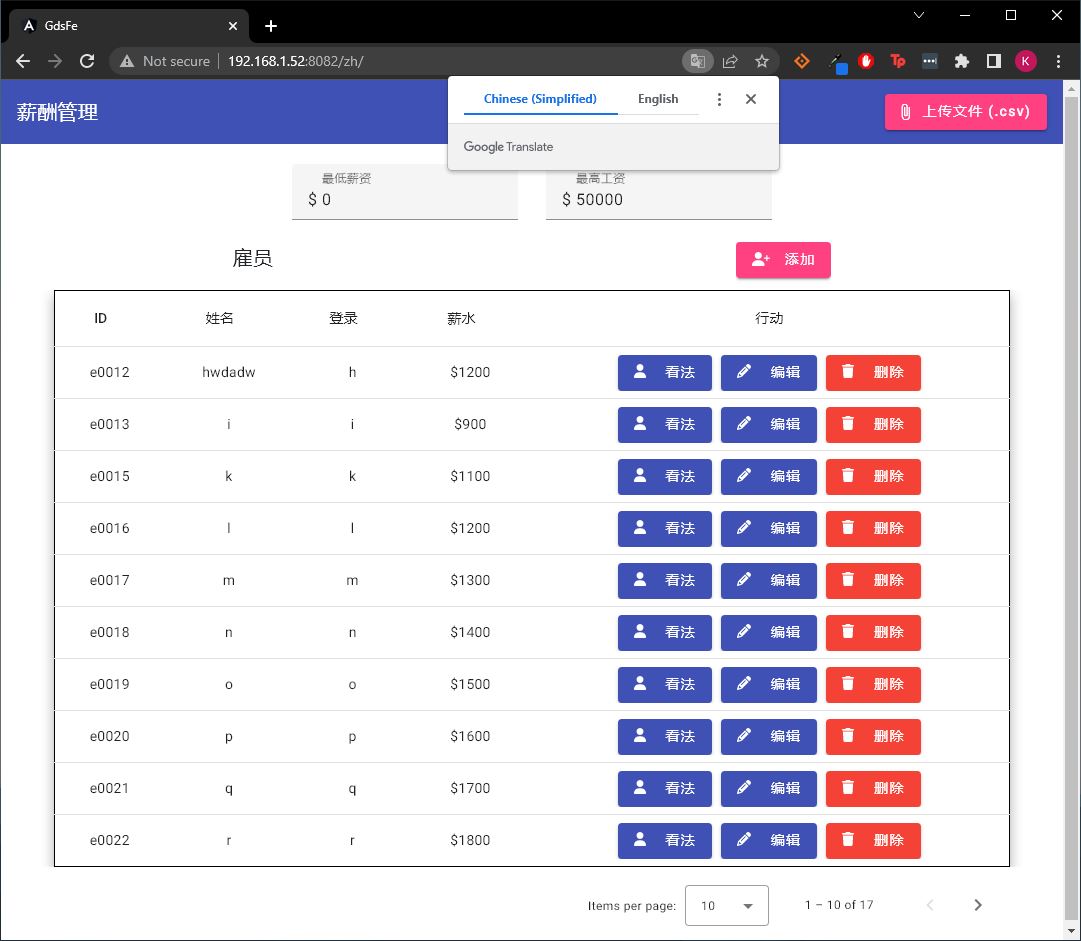 GdsFe
Not secure 192.168.1.52:8082/zh/
Chinese (Simplified) English
Google Translate
薪酬管理 上传文件 (.csv)
最低薪资 最高工资
$ 0 $ 50000
雇员 添加
ID 姓名 登录 薪水 行动
e0012 hwdadw h $1200 看法 编辑 删除
e0013 i i $900 看法 编辑 删除
e0015 k k $1100 看法 编辑 删除
e0016 l l $1200 看法 编辑 删除
e0017 m m $1300 看法 编辑 删除
e0018 n n $1400 看法 编辑 删除
e0019 o o $1500 看法 编辑 删除
e0020 p p $1600 看法 编辑 删除
e0021 q q $1700 看法 编辑 删除
e0022 r r $1800 看法 编辑 删除
Items per page: 10 1 – 10 of 17